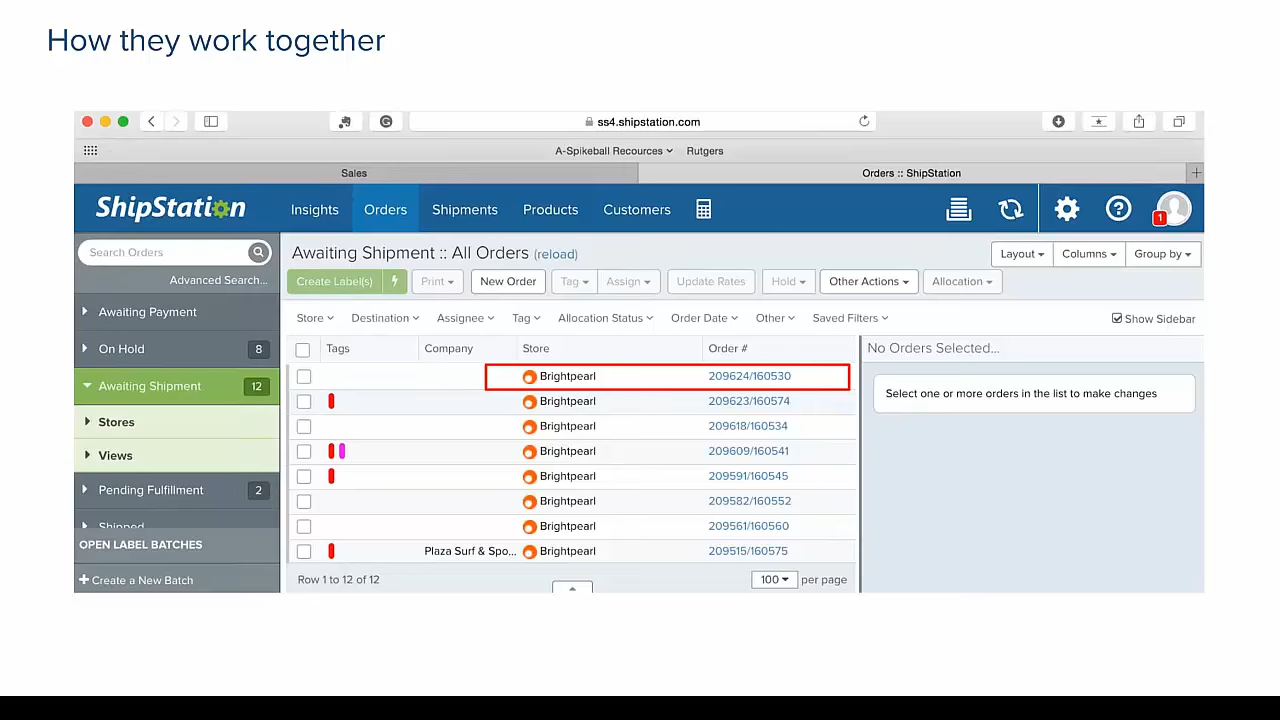 How they work together
ss4.shipstation.com
A-Spikeball Recources Rutgers
Sales Orders :: ShipStation
ShipStation Insights Orders Shipments Products Customers 1
Search Orders
Advanced Search...
Awaiting Payment
On Hold 8
Awaiting Shipment 12
Stores
Views
Pending Fulfillment 2
Shipped
OPEN LABEL BATCHES
Create a New Batch
Awaiting Shipment :: All Orders (reload) Layout Columns Group by
Create Label(s) Print New Order Tag Assign Update Rates Hold Other Actions Allocation
Store Destination Assignee Tag Allocation Status Order Date Other Saved Filters Show Sidebar
Tags Company Store Order #
Brightpearl 209624/160530
Brightpearl 209623/160574
Brightpearl 209618/160534
Brightpearl 209609/160541
Brightpearl 209591/160545
Brightpearl 209582/160552
Brightpearl 209561/160560
Plaza Surf & Spo... Brightpearl 209515/160575
Row 1 to 12 of 12 100 per page
No Orders Selected...
Select one or more orders in the list to make changes